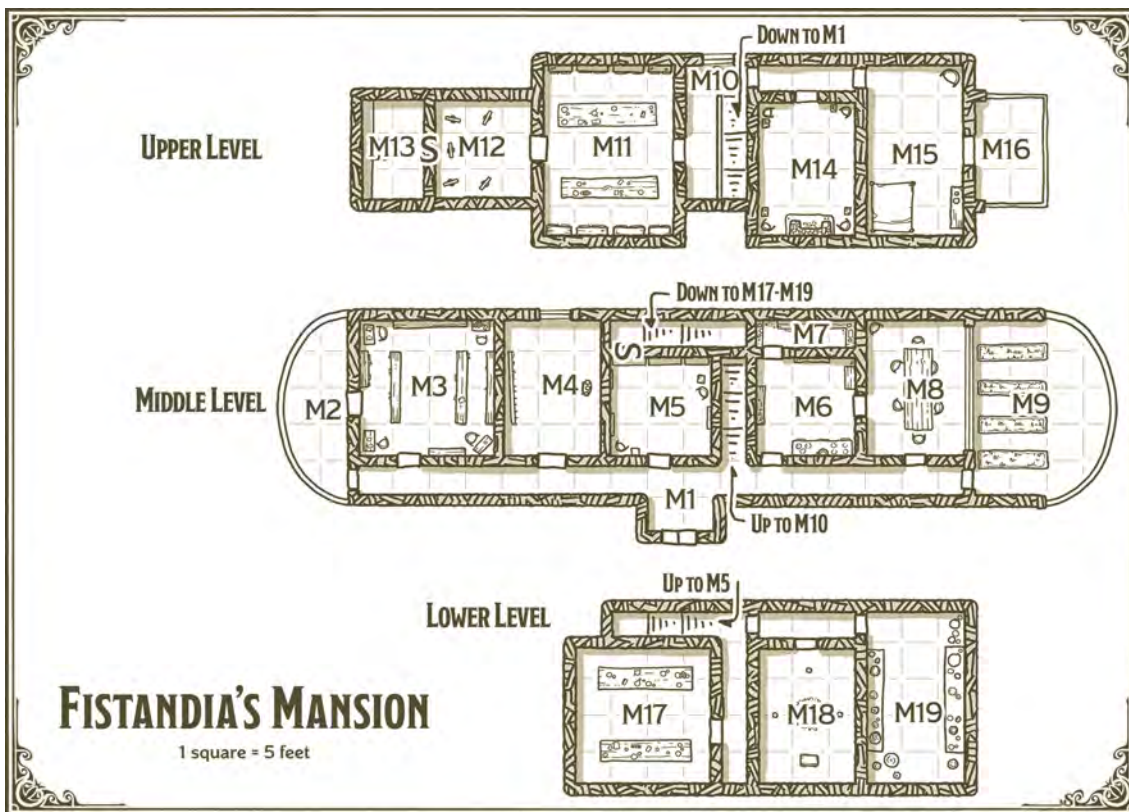 Down to M1
Upper Level
M10
M13
S
M12
M11
M14
M15
M16
Down to M17-M19
Middle Level
S
M7
M2
M3
M4
M5
M6
M8
M9
M1
Up to M10
Up to M5
Lower Level
M17
M18
M19
Fistandia's Mansion
1 square = 5 feet